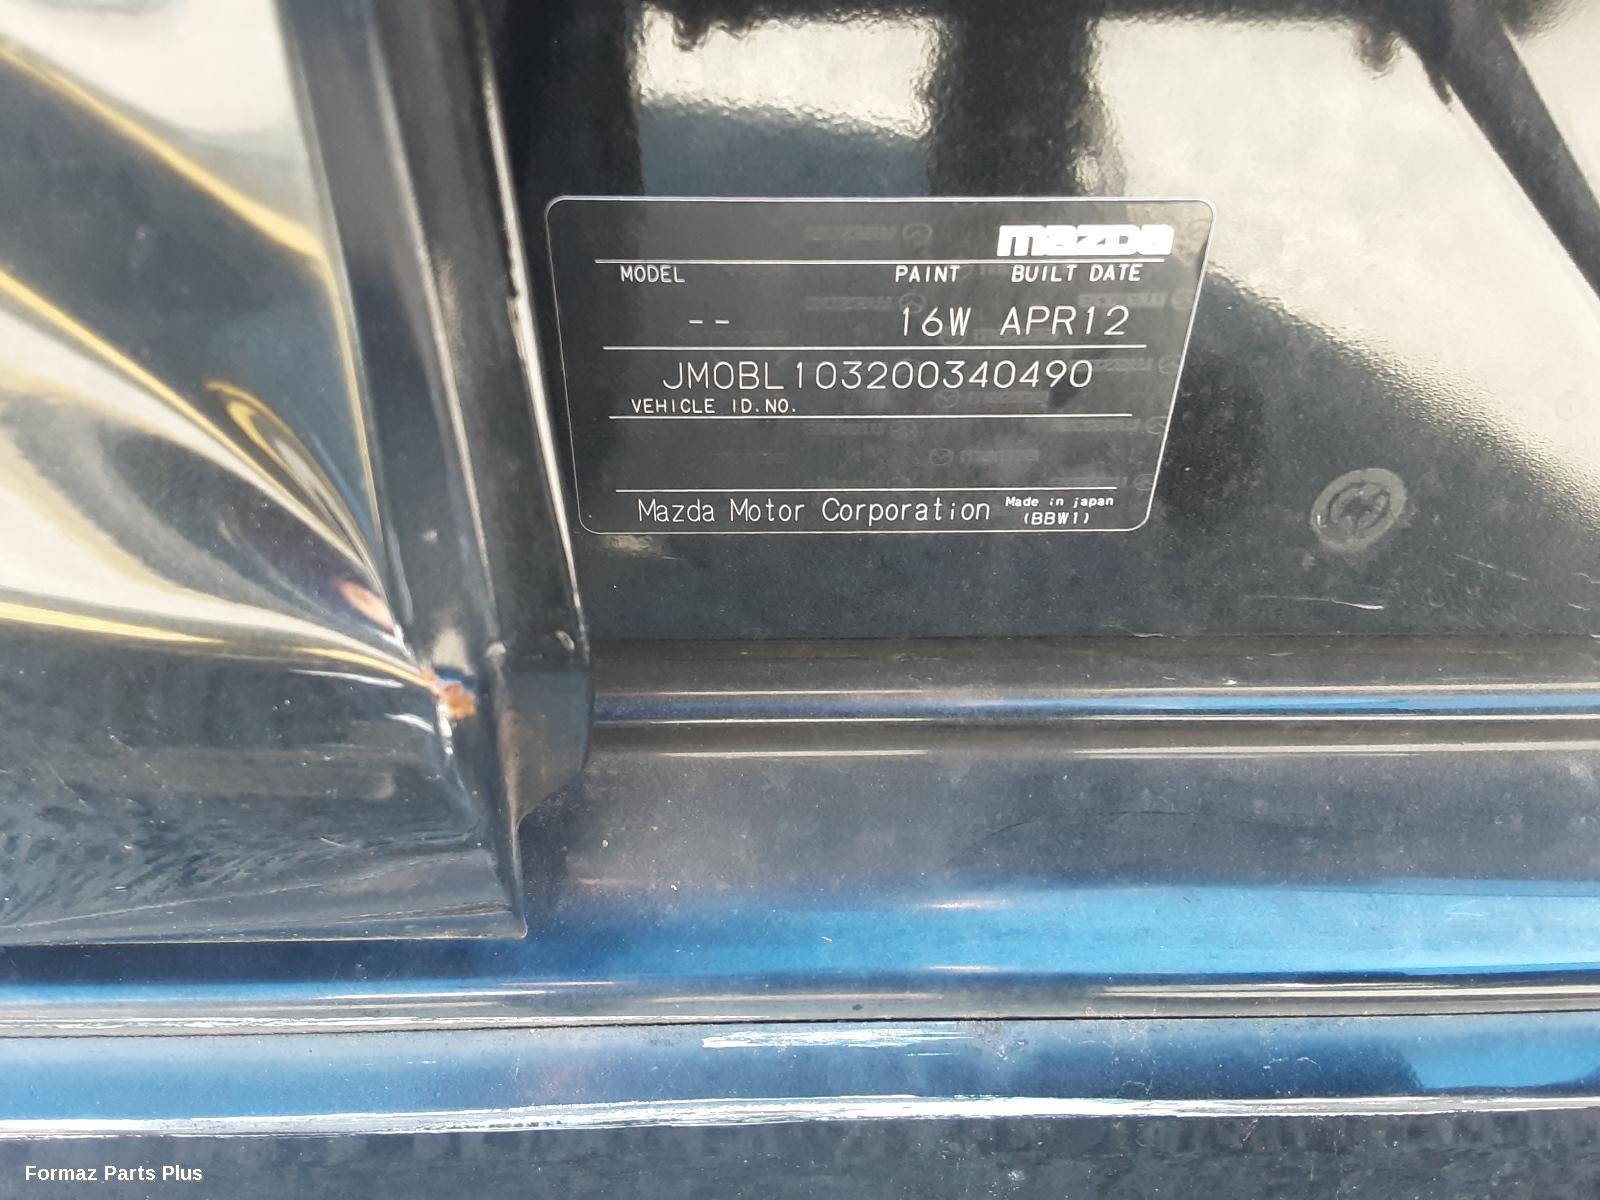 mazda
MODEL PAINT BUILT DATE
-- 16W APR12
JM0BL103200340490
VEHICLE ID.NO.
Mazda Motor Corporation Made in japan
(BBW1)
Formaz Parts Plus